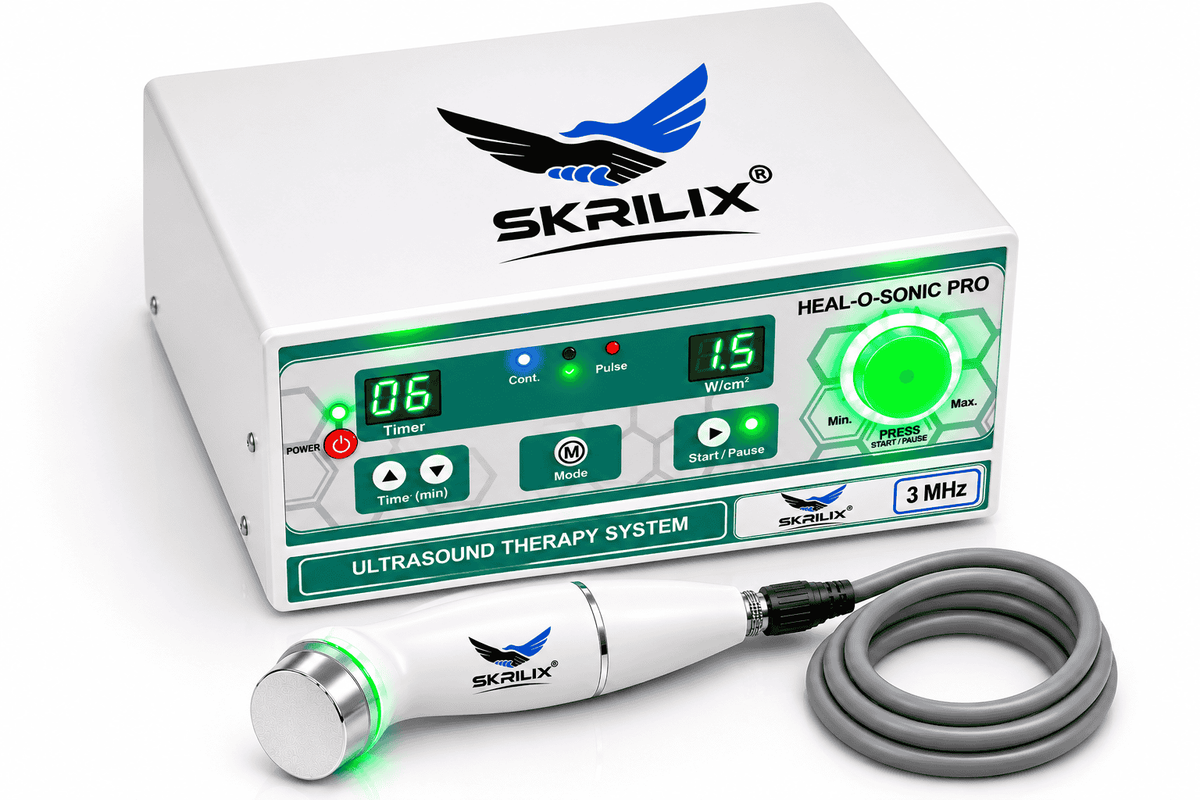 SKRILIX®
HEAL-O-SONIC PRO
06
Timer
Cont.
Pulse
1.5
W/cm²
Min.
Max.
PRESS
START / PAUSE
POWER
Time (min)
M
Mode
Start / Pause
ULTRASOUND THERAPY SYSTEM
SKRILIX®
3 MHz
SKRILIX®